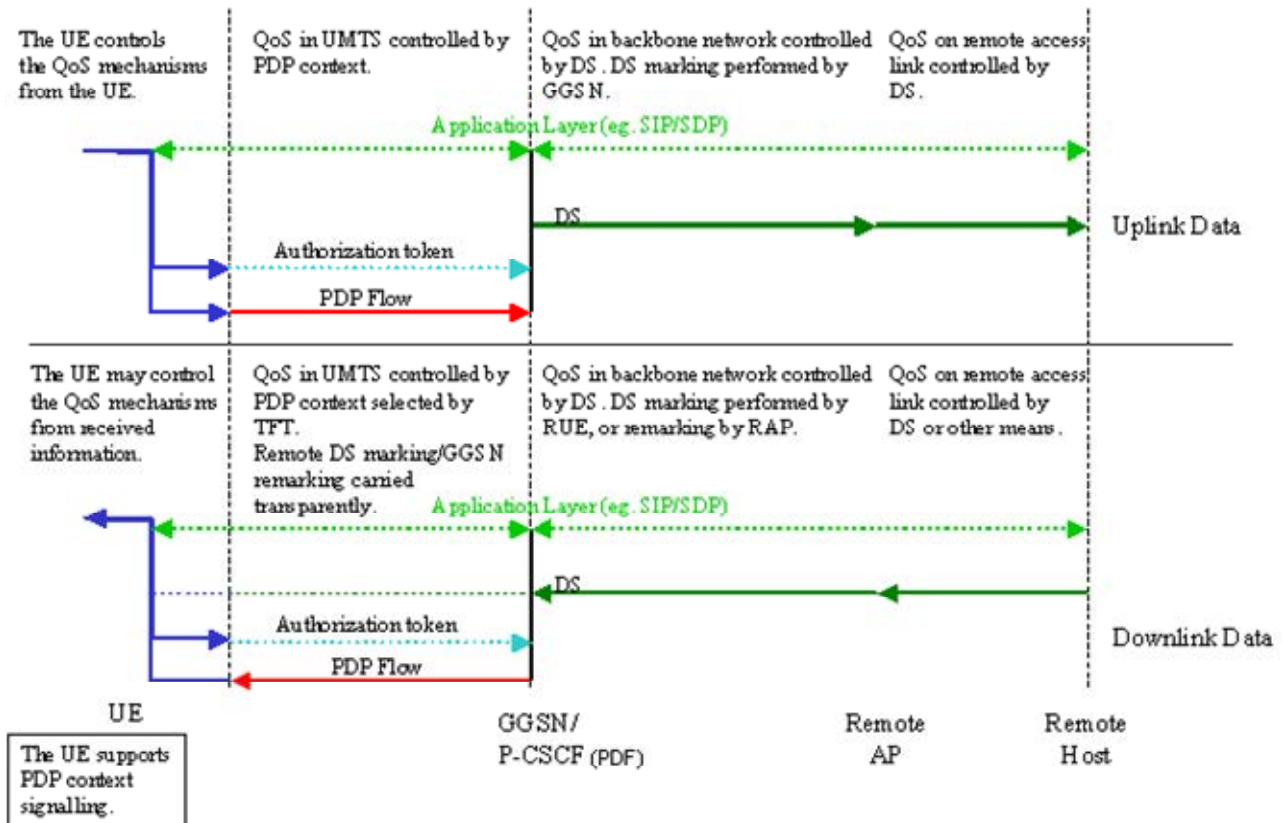 The UE controls
the QoS mechanisms
from the UE.
QoS in UMTS controlled by
PDP context.
QoS in backbone network controlled
by DS. DS marking performed by
GGSN.
QoS on remote access
link controlled by
DS.
Application Layer (eg. SIP/SDP)
DS
Uplink Data
Authorization token
PDP Flow
The UE may control
the QoS mechanisms
from received
information.
QoS in UMTS controlled by
PDP context selected by
TFT.
Remote DS marking/GGSN
remarking carried
transparently.
QoS in backbone network controlled
by DS. DS marking performed by
RUE, or remarking by RAP.
QoS on remote access
link controlled by
DS or other means.
Application Layer (eg. SIP/SDP)
DS
Authorization token
Downlink Data
PDP Flow
UE
GGSN/
P-CSCF (PDF)
Remote
AP
Remote
Host
The UE supports
PDP context
signalling.